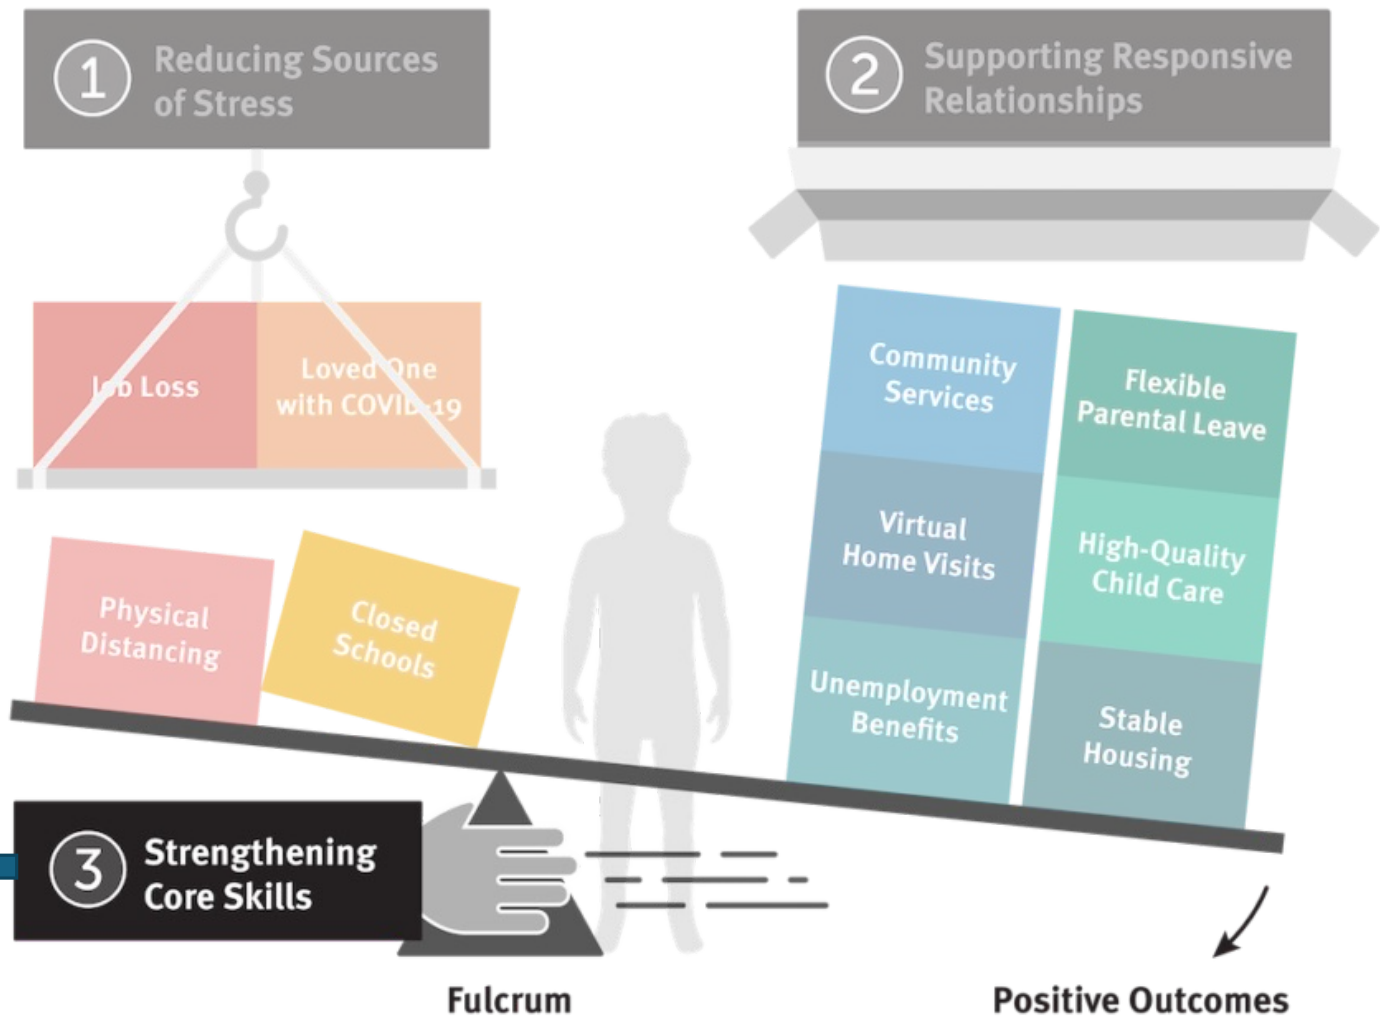 1
Reducing Sources
of Stress
2
Supporting Responsive
Relationships
Job Loss
Loved One
with COVID-19
Community
Services
Flexible
Parental Leave
Virtual
Home Visits
High-Quality
Child Care
Physical
Distancing
Closed
Schools
Unemployment
Benefits
Stable
Housing
3
Strengthening
Core Skills
Fulcrum
Positive Outcomes